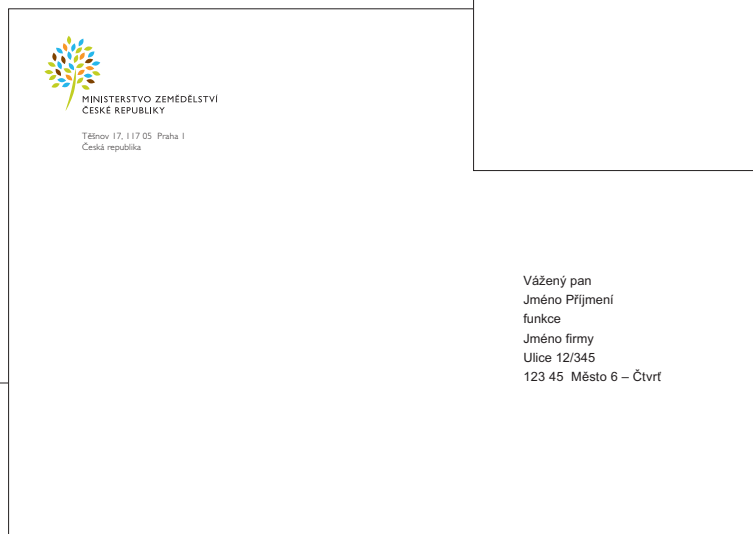 MINISTERSTVO ZEMĚDĚLSTVÍ
ČESKÉ REPUBLIKY
Těšnov 17, 117 05 Praha 1
Česká republika
Vážený pan
Jméno Příjmení
funkce
Jméno firmy
Ulice 12/345
123 45 Město 6 – Čtvrť